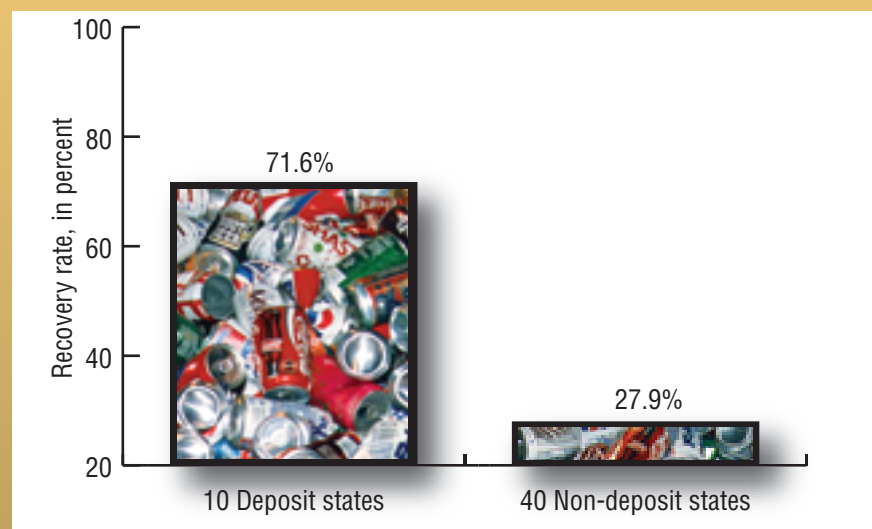 100
80
60
40
20
Recovery rate, in percent
71.6%
27.9%
10 Deposit states
40 Non-deposit states